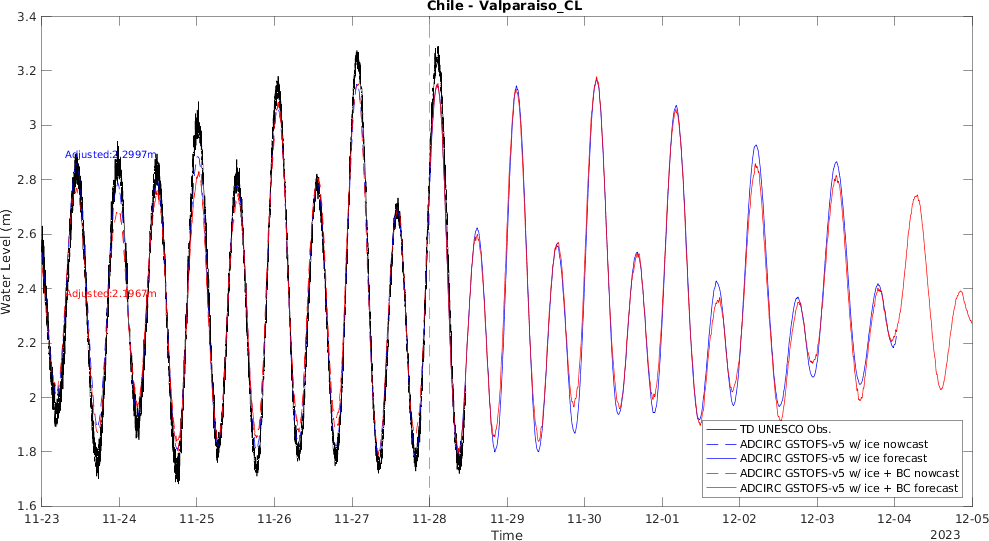 Chile - Valparaiso_CL
3.4
3.2
3
2.8
2.6
2.4
2.2
2
1.8
1.6
Water Level (m)
Adjusted:2.2997m
Adjusted:2.1967m
TD UNESCO Obs.
ADCIRC GSTOFS-v5 w/ ice nowcast
ADCIRC GSTOFS-v5 w/ ice forecast
ADCIRC GSTOFS-v5 w/ ice + BC nowcast
ADCIRC GSTOFS-v5 w/ ice + BC forecast
11-23 11-24 11-25 11-26 11-27 11-28 11-29 11-30 12-01 12-02 12-03 12-04 12-05
Time
2023